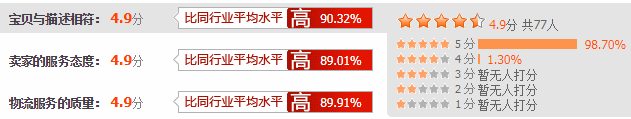 宝贝与描述相符: 4.9分 比同行业平均水平 高 90.32%
卖家的服务态度: 4.9分 比同行业平均水平 高 89.01%
物流服务的质量: 4.9分 比同行业平均水平 高 89.91%
4.9分 共77人
5分 98.70%
4分 1.30%
3分 暂无人打分
2分 暂无人打分
1分 暂无人打分